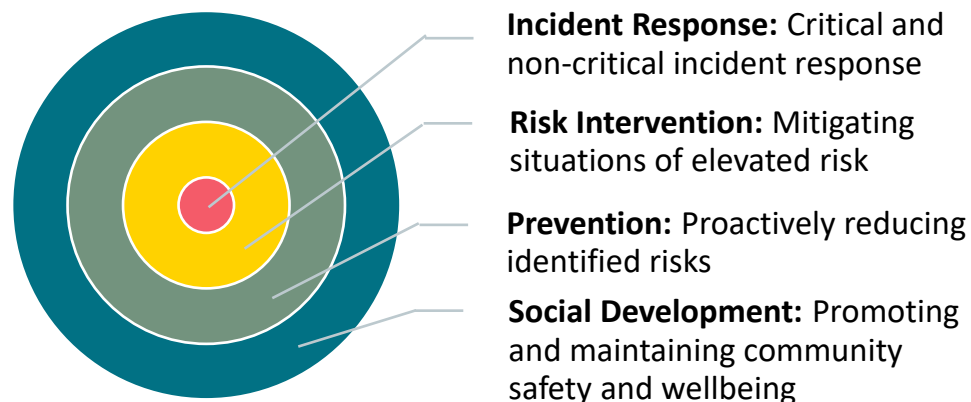 Incident Response: Critical and
non-critical incident response
Risk Intervention: Mitigating
situations of elevated risk
Prevention: Proactively reducing
identified risks
Social Development: Promoting
and maintaining community
safety and wellbeing